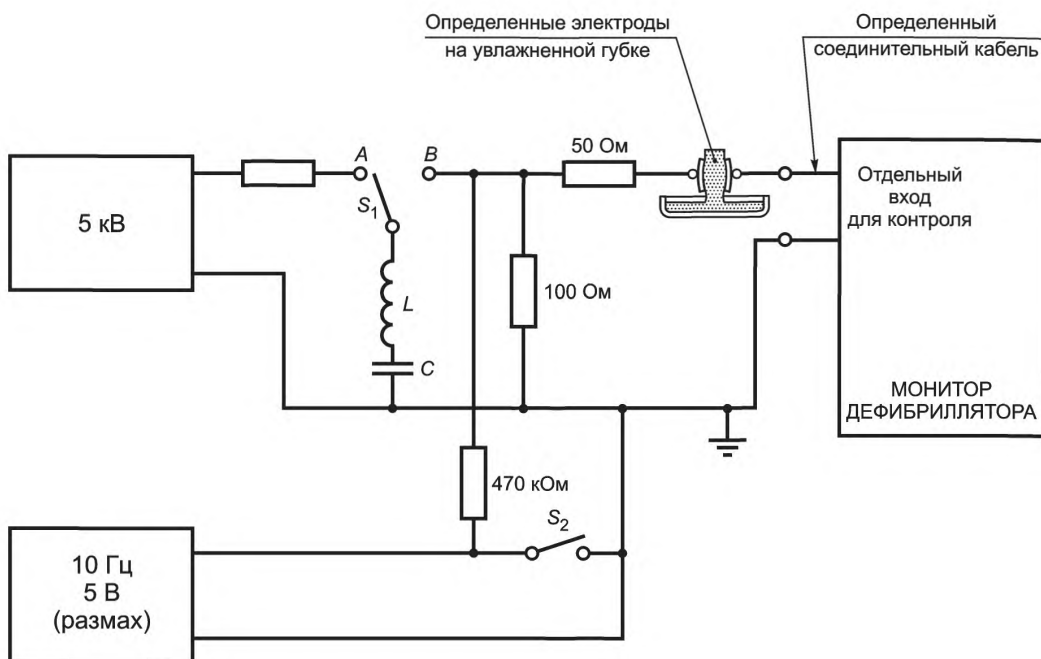 Определенные электроды
на увлажненной губке
Определенный
соединительный кабель
5 кВ
A
S1
B
50 Ом
Отдельный
вход
для контроля
L
100 Ом
C
МОНИТОР
ДЕФИБРИЛЛЯТОРА
470 кОм
S2
10 Гц
5 В
(размах)